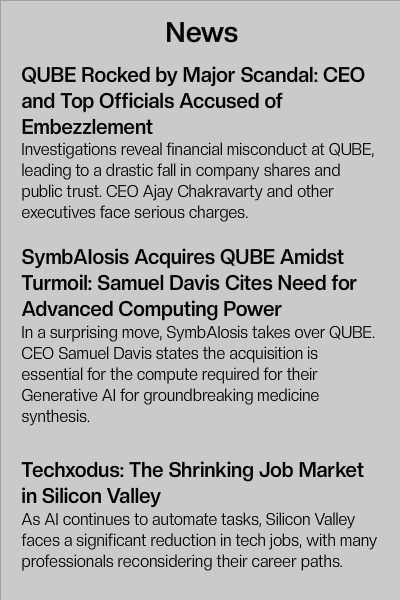 News
QUBE Rocked by Major Scandal: CEO
and Top Officials Accused of
Embezzlement
Investigations reveal financial misconduct at QUBE,
leading to a drastic fall in company shares and
public trust. CEO Ajay Chakravarty and other
executives face serious charges.
SymbAIosis Acquires QUBE Amidst
Turmoil: Samuel Davis Cites Need for
Advanced Computing Power
In a surprising move, SymbAIosis takes over QUBE.
CEO Samuel Davis states the acquisition is
essential for the compute required for their
Generative AI for groundbreaking medicine
synthesis.
Techxodus: The Shrinking Job Market
in Silicon Valley
As AI continues to automate tasks, Silicon Valley
faces a significant reduction in tech jobs, with many
professionals reconsidering their career paths.